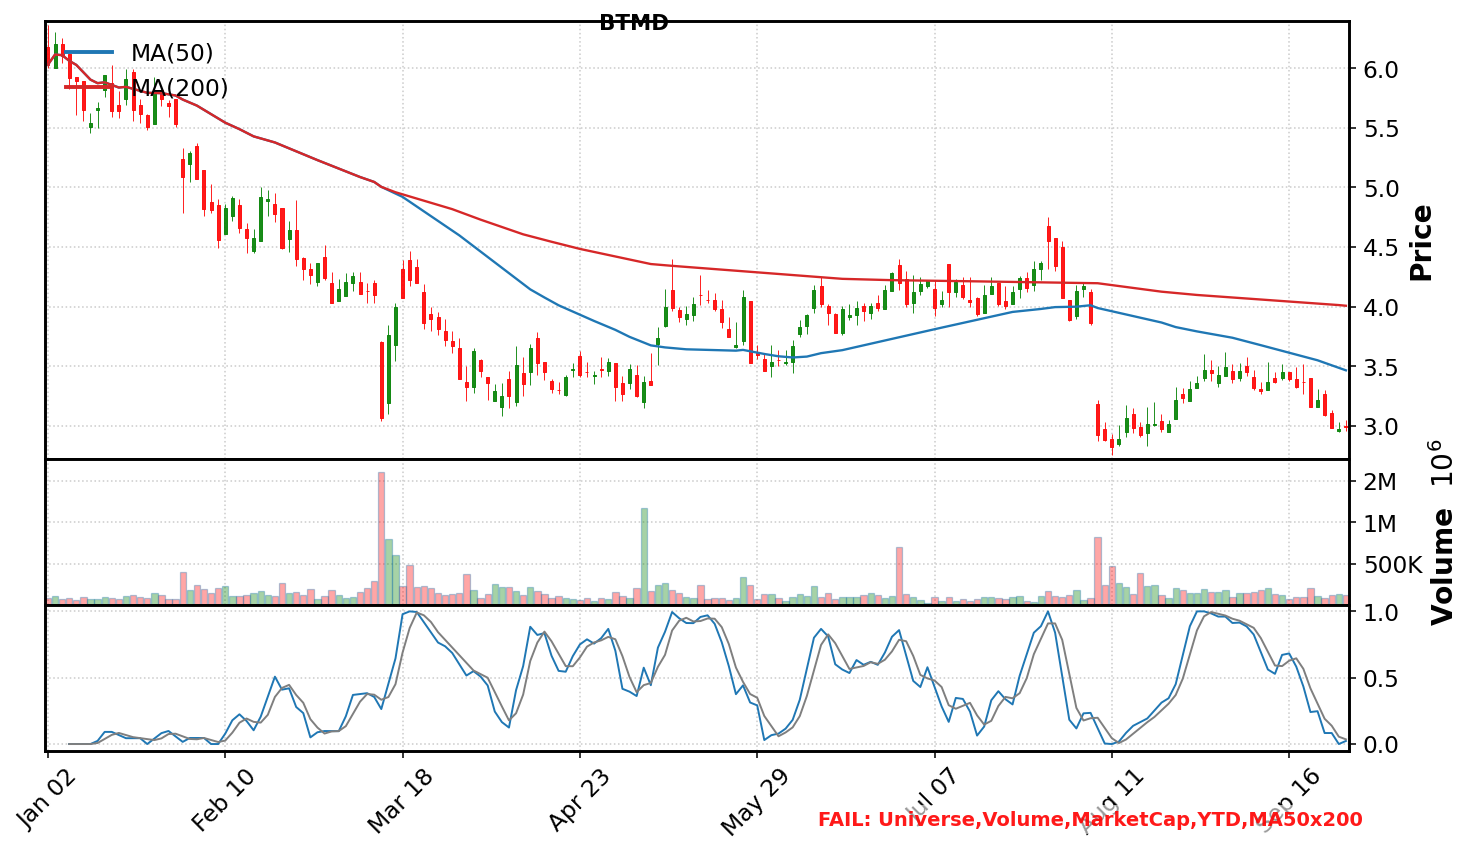 BTMD
MA(50)
MA(200)
6.0
5.5
5.0
4.5
4.0
3.5
3.0
Price
2M
1M
500K
Volume 10⁶
1.0
0.5
0.0
Jan 02
Feb 10
Mar 18
Apr 23
May 29
Jul 07
Aug 11
Sep 16
FAIL: Universe,Volume,MarketCap,YTD,MA50x200